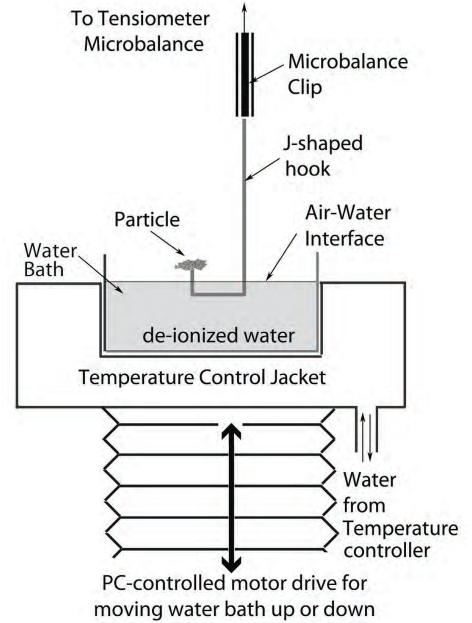 To Tensiometer
Microbalance
Microbalance
Clip
J-shaped
hook
Particle
Air-Water
Interface
Water
Bath
de-ionized water
Temperature Control Jacket
Water
from
Temperature
controller
PC-controlled motor drive for
moving water bath up or down